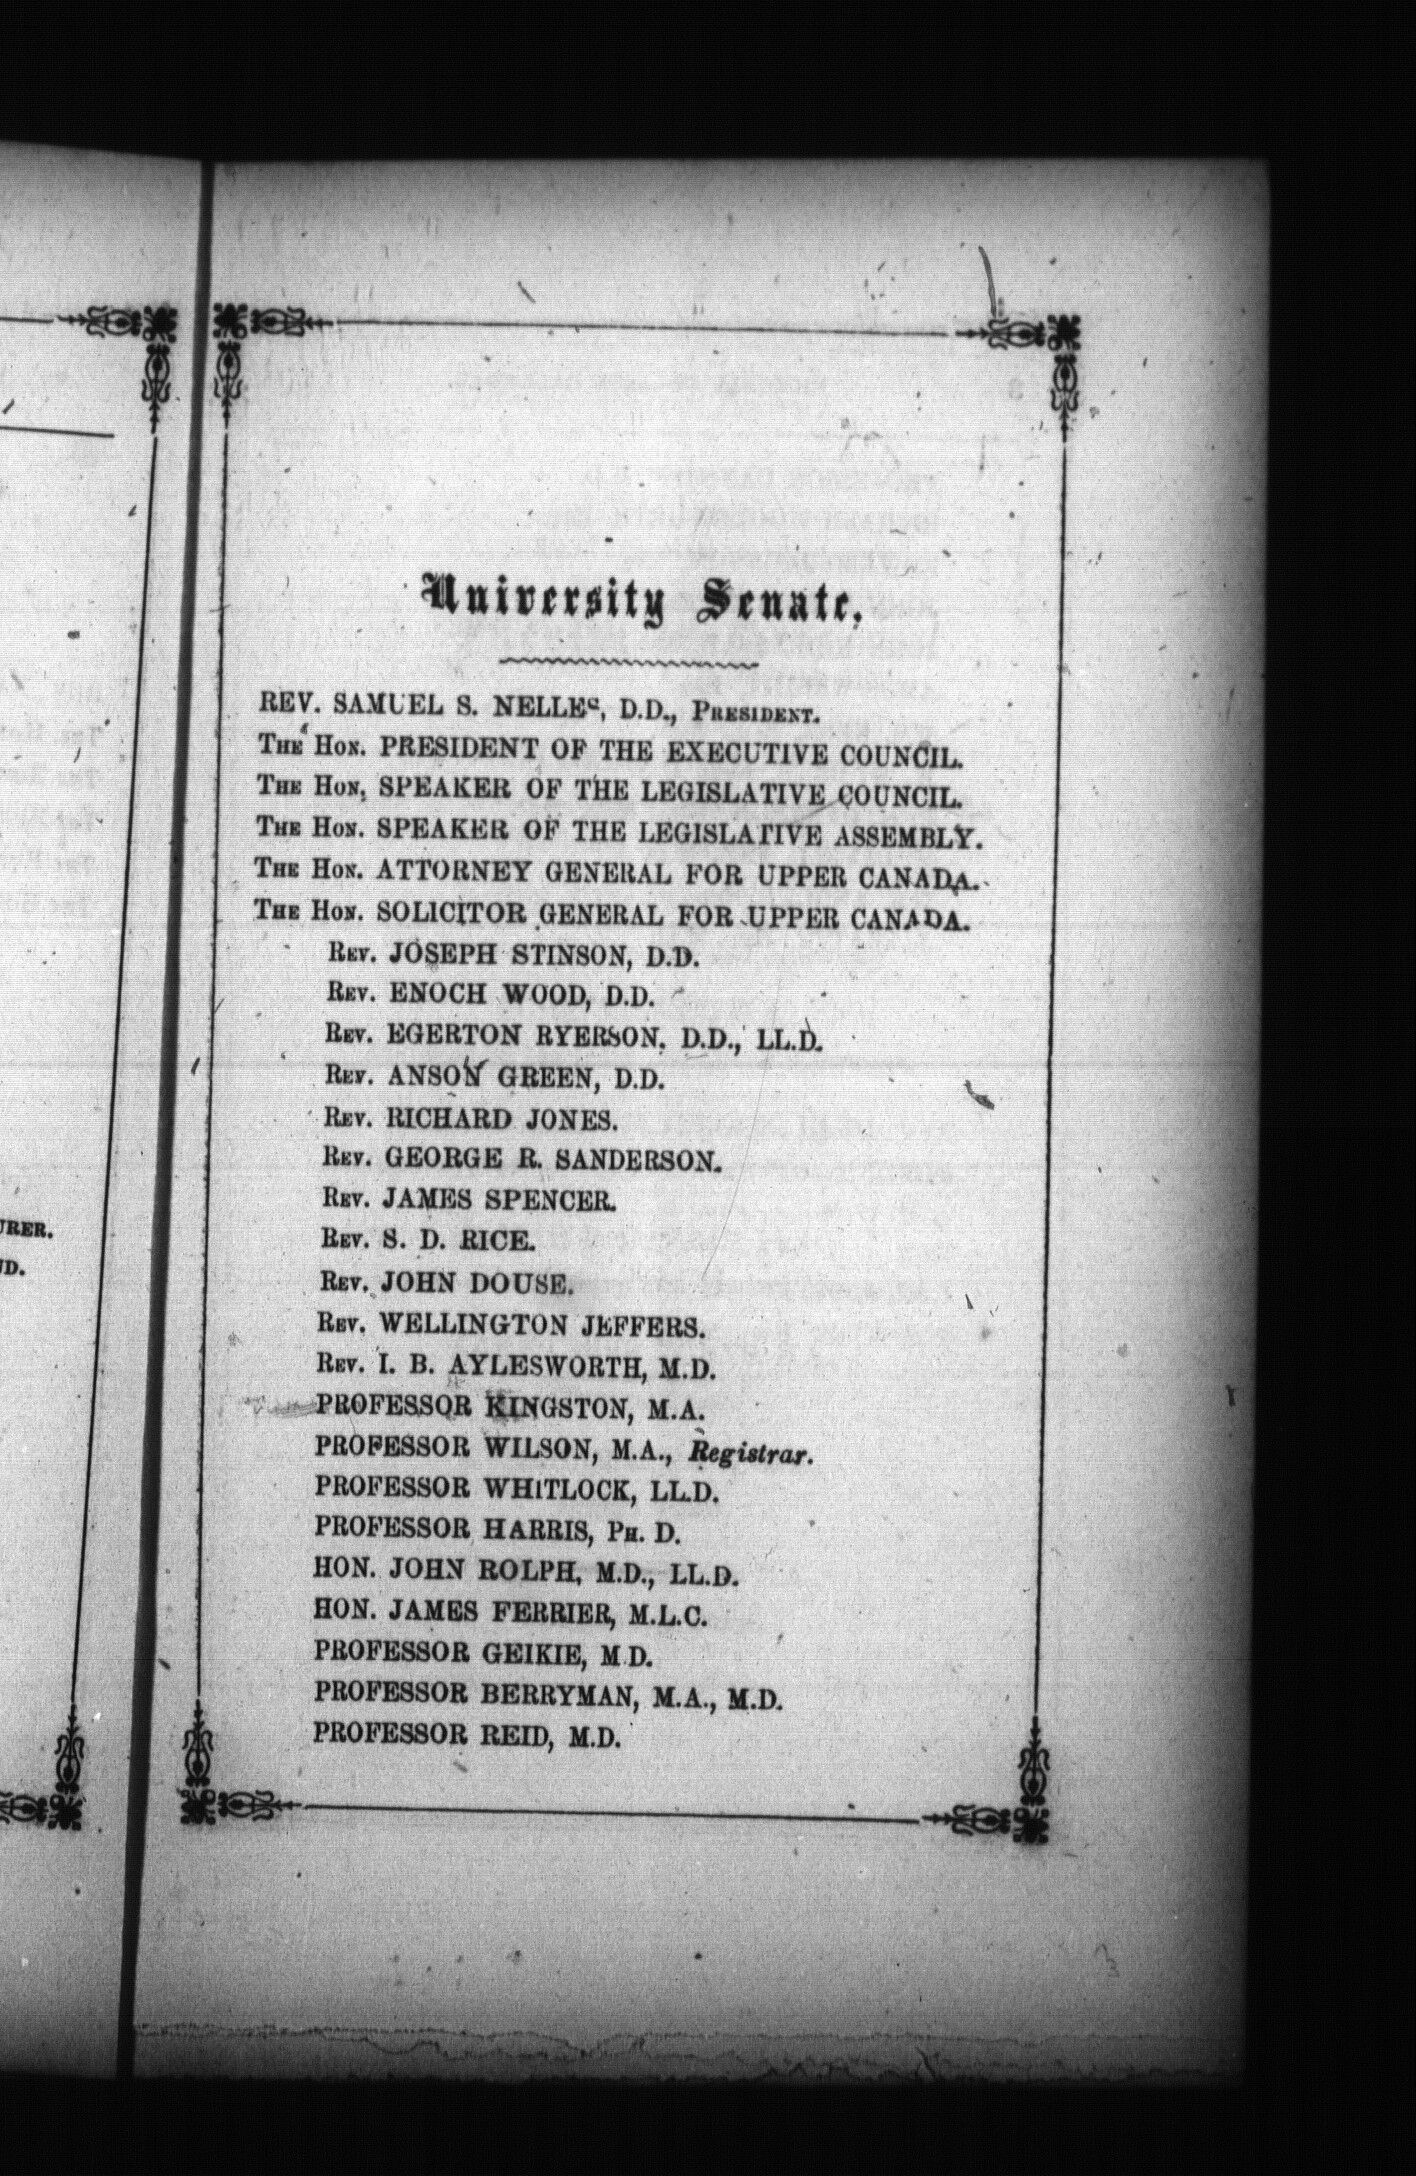 University Senate.
REV. SAMUEL S. NELLES, D.D., PRESIDENT.
THE HON. PRESIDENT OF THE EXECUTIVE COUNCIL.
THE HON. SPEAKER OF THE LEGISLATIVE COUNCIL.
THE HON. SPEAKER OF THE LEGISLATIVE ASSEMBLY.
THE HON. ATTORNEY GENERAL FOR UPPER CANADA.
THE HON. SOLICITOR GENERAL FOR UPPER CANADA.
REV. JOSEPH STINSON, D.D.
REV. ENOCH WOOD, D.D.
REV. EGERTON RYERSON, D.D., LL.D.
REV. ANSON GREEN, D.D.
REV. RICHARD JONES.
REV. GEORGE R. SANDERSON.
REV. JAMES SPENCER.
REV. S. D. RICE.
REV. JOHN DOUSE.
REV. WELLINGTON JEFFERS.
REV. I. B. AYLESWORTH, M.D.
PROFESSOR KINGSTON, M.A.
PROFESSOR WILSON, M.A., Registrar.
PROFESSOR WHITLOCK, LL.D.
PROFESSOR HARRIS, PH. D.
HON. JOHN ROLPH, M.D., LL.D.
HON. JAMES FERRIER, M.L.C.
PROFESSOR GEIKIE, M.D.
PROFESSOR BERRYMAN, M.A., M.D.
PROFESSOR REID, M.D.